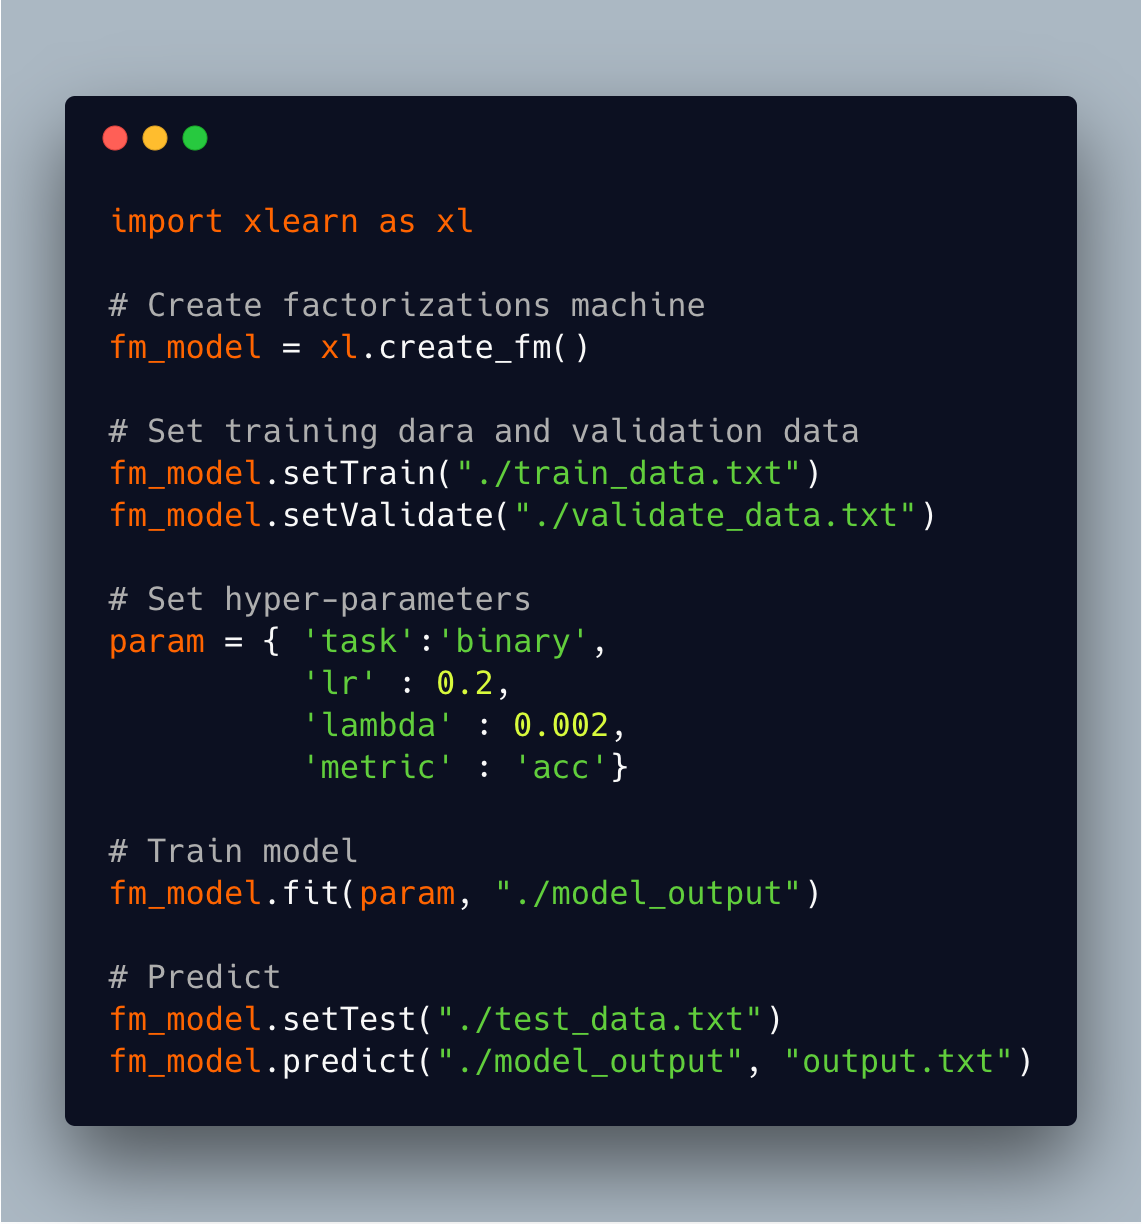 import xlearn as xl
# Create factorizations machine
fm_model = xl.create_fm()
# Set training dara and validation data
fm_model.setTrain("./train_data.txt")
fm_model.setValidate("./validate_data.txt")
# Set hyper-parameters
param = { 'task':'binary',
'lr' : 0.2,
'lambda' : 0.002,
'metric' : 'acc'}
# Train model
fm_model.fit(param, "./model_output")
# Predict
fm_model.setTest("./test_data.txt")
fm_model.predict("./model_output", "output.txt")